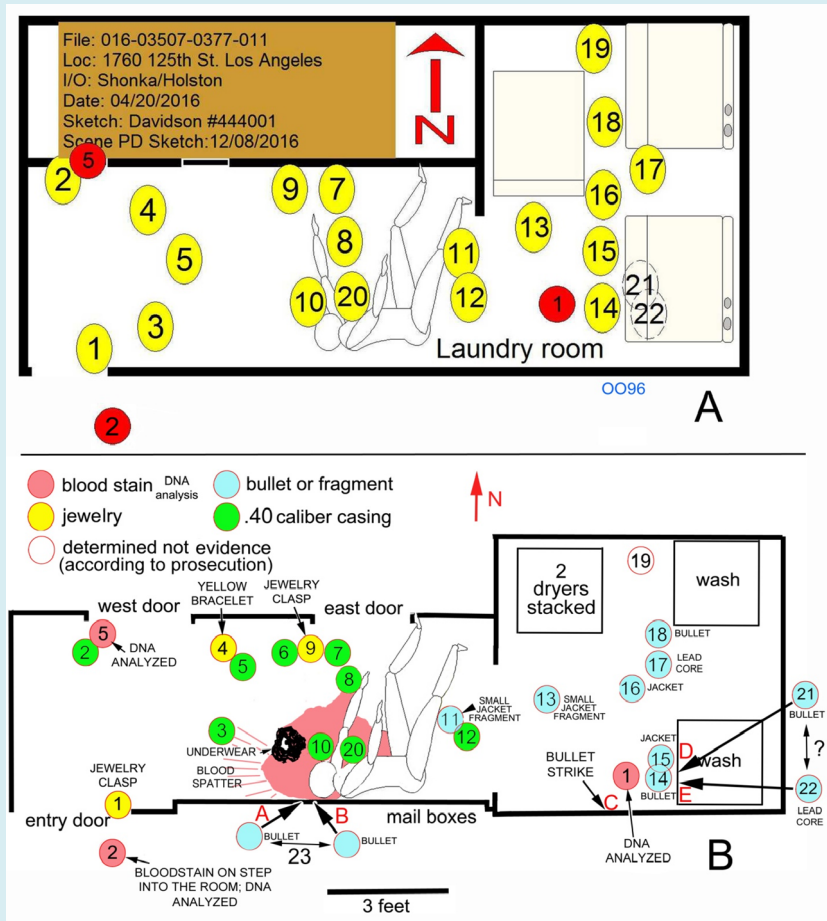 File: 016-03507-0377-011
Loc: 1760 125th St. Los Angeles
I/O: Shonka/Holston
Date: 04/20/2016
Sketch: Davidson #444001
Scene PD Sketch:12/08/2016
N
19
18
17
16
15
14
13
21
22
1
2
5
4
5
3
1
9
7
8
10
20
11
12
Laundry room
OO96
A
2
blood stain DNA analysis
bullet or fragment
jewelry
.40 caliber casing
determined not evidence
(according to prosecution)
N
west door
YELLOW
BRACELET
JEWELRY
CLASP
east door
2
dryers
stacked
19
wash
5
2
DNA
ANALYZED
4
5
6
9
7
8
18
BULLET
17
LEAD
CORE
16
JACKET
13
SMALL
JACKET
FRAGMENT
SMALL
JACKET
FRAGMENT
11
12
21
BULLET
?
22
LEAD
CORE
3
UNDERWEAR
10
20
BLOOD
SPATTER
JACKET
15
14
BULLET
D
E
wash
BULLET
STRIKE
C
1
DNA
ANALYZED
JEWELRY
CLASP
1
entry door
A
B
mail boxes
BULLET
23
BULLET
2
BLOODSTAIN ON STEP
INTO THE ROOM; DNA
ANALYZED
3 feet
B